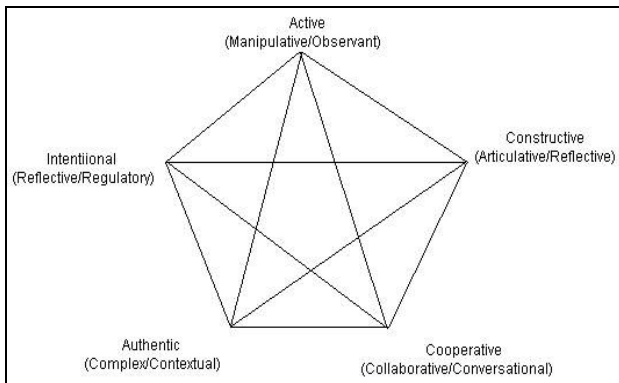 Active
(Manipulative/Observant)
Constructive
(Articulative/Reflective)
Intentiional
(Reflective/Regulatory)
Authentic
(Complex/Contextual)
Cooperative
(Collaborative/Conversational)